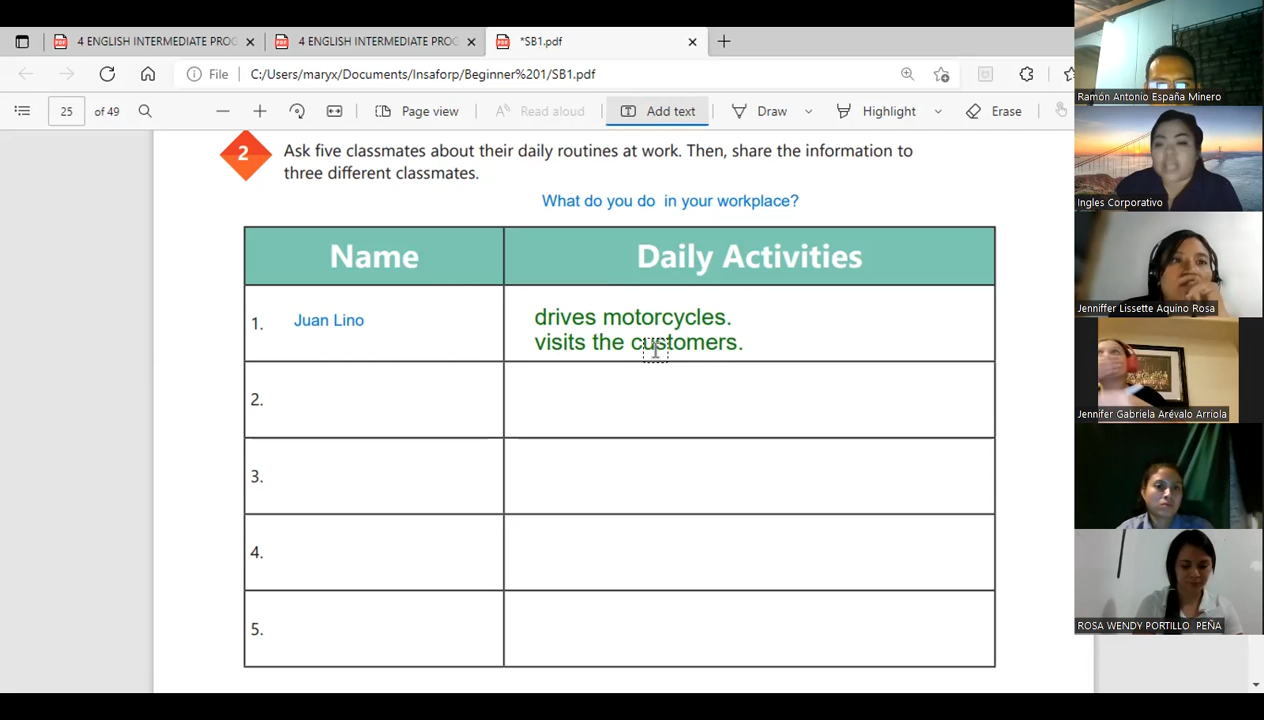 4 ENGLISH INTERMEDIATE PROG
4 ENGLISH INTERMEDIATE PROG
*SB1.pdf
File
C:/Users/maryx/Documents/Insaforp/Beginner%201/SB1.pdf
25 of 49
Page view
Read aloud
Add text
Draw
Highlight
Erase
2
Ask five classmates about their daily routines at work. Then, share the information to
three different classmates.
What do you do in your workplace?
Name Daily Activities
1. Juan Lino
drives motorcycles.
visits the customers.
2.
3.
4.
5.
Ramón Antonio España Minero
Ingles Corporativo
Jenniffer Lissette Aquino Rosa
Jennifer Gabriela Arévalo Arriola
ROSA WENDY PORTILLO PEÑA